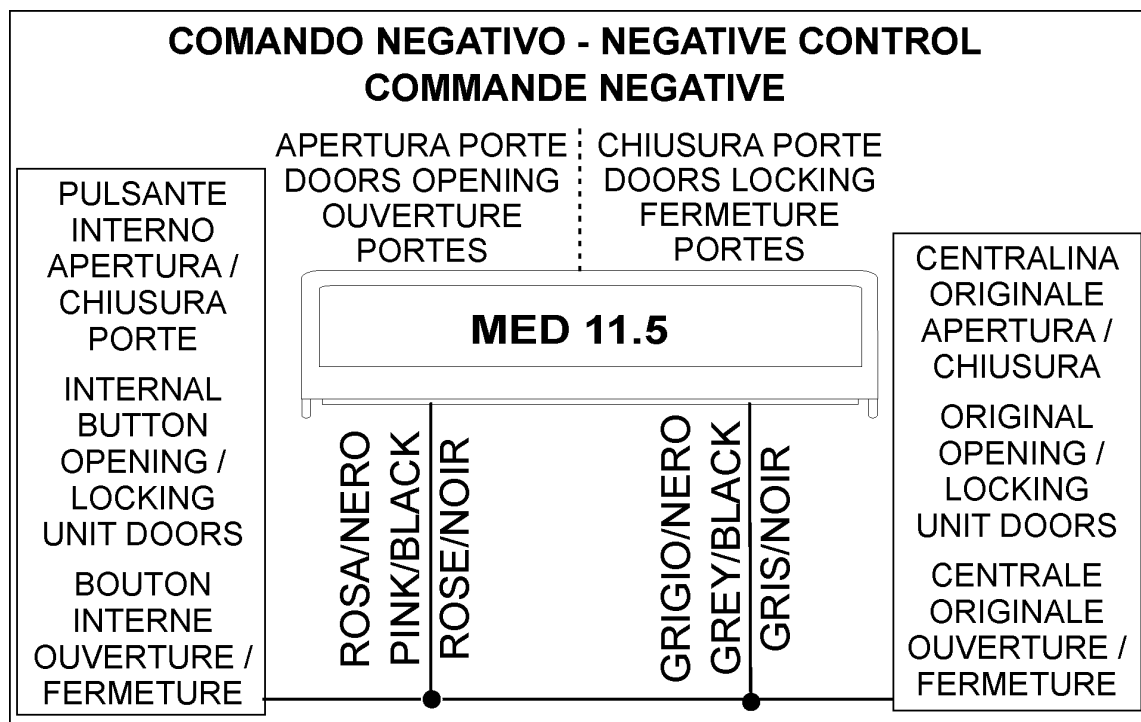 COMANDO NEGATIVO - NEGATIVE CONTROL
COMMANDE NEGATIVE
APERTURA PORTE
DOORS OPENING
OUVERTURE
PORTES
CHIUSURA PORTE
DOORS LOCKING
FERMETURE
PORTES
PULSANTE
INTERNO
APERTURA /
CHIUSURA
PORTE
INTERNAL
BUTTON
OPENING /
LOCKING
UNIT DOORS
BOUTON
INTERNE
OUVERTURE /
FERMETURE
MED 11.5
ROSA/NERO
PINK/BLACK
ROSE/NOIR
GRIGIO/NERO
GREY/BLACK
GRIS/NOIR
CENTRALINA
ORIGINALE
APERTURA /
CHIUSURA
ORIGINAL
OPENING /
LOCKING
UNIT DOORS
CENTRALE
ORIGINALE
OUVERTURE /
FERMETURE